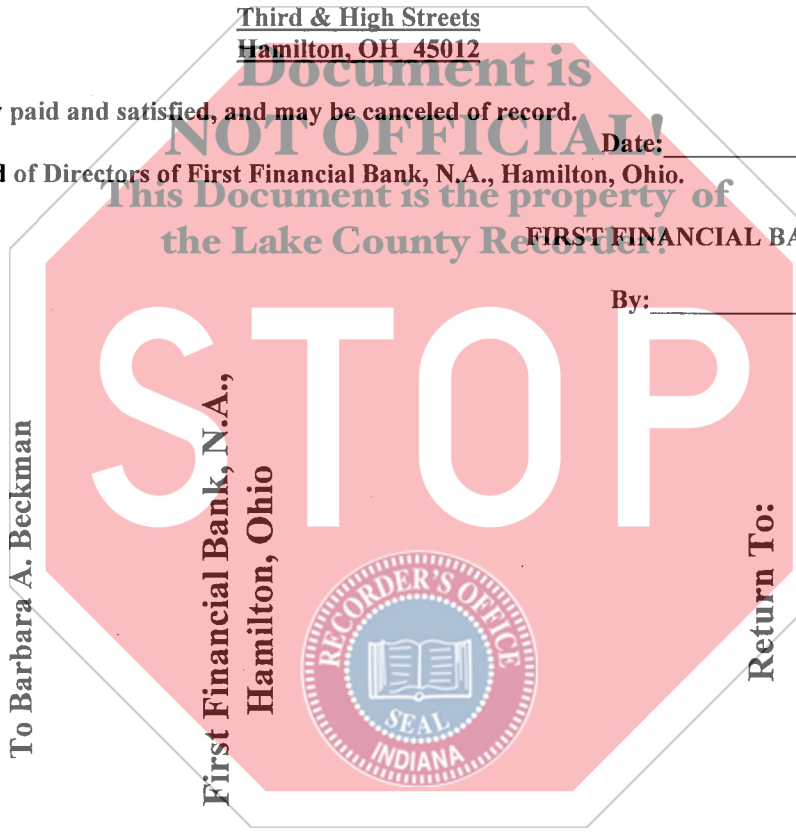 Third & High Streets
Hamilton, OH 45012
Document is
paid and satisfied, and may be canceled of record.
NOT OFFICIAL!
Date:
of Directors of First Financial Bank, N.A., Hamilton, Ohio.
This Document is the property of
the Lake County Recorder!
FIRST FINANCIAL BA
By:
STOP
To Barbara A. Beckman
First Financial Bank, N.A.,
Hamilton, Ohio
Return To:
RECORDER'S OFFICE
SEAL
INDIANA